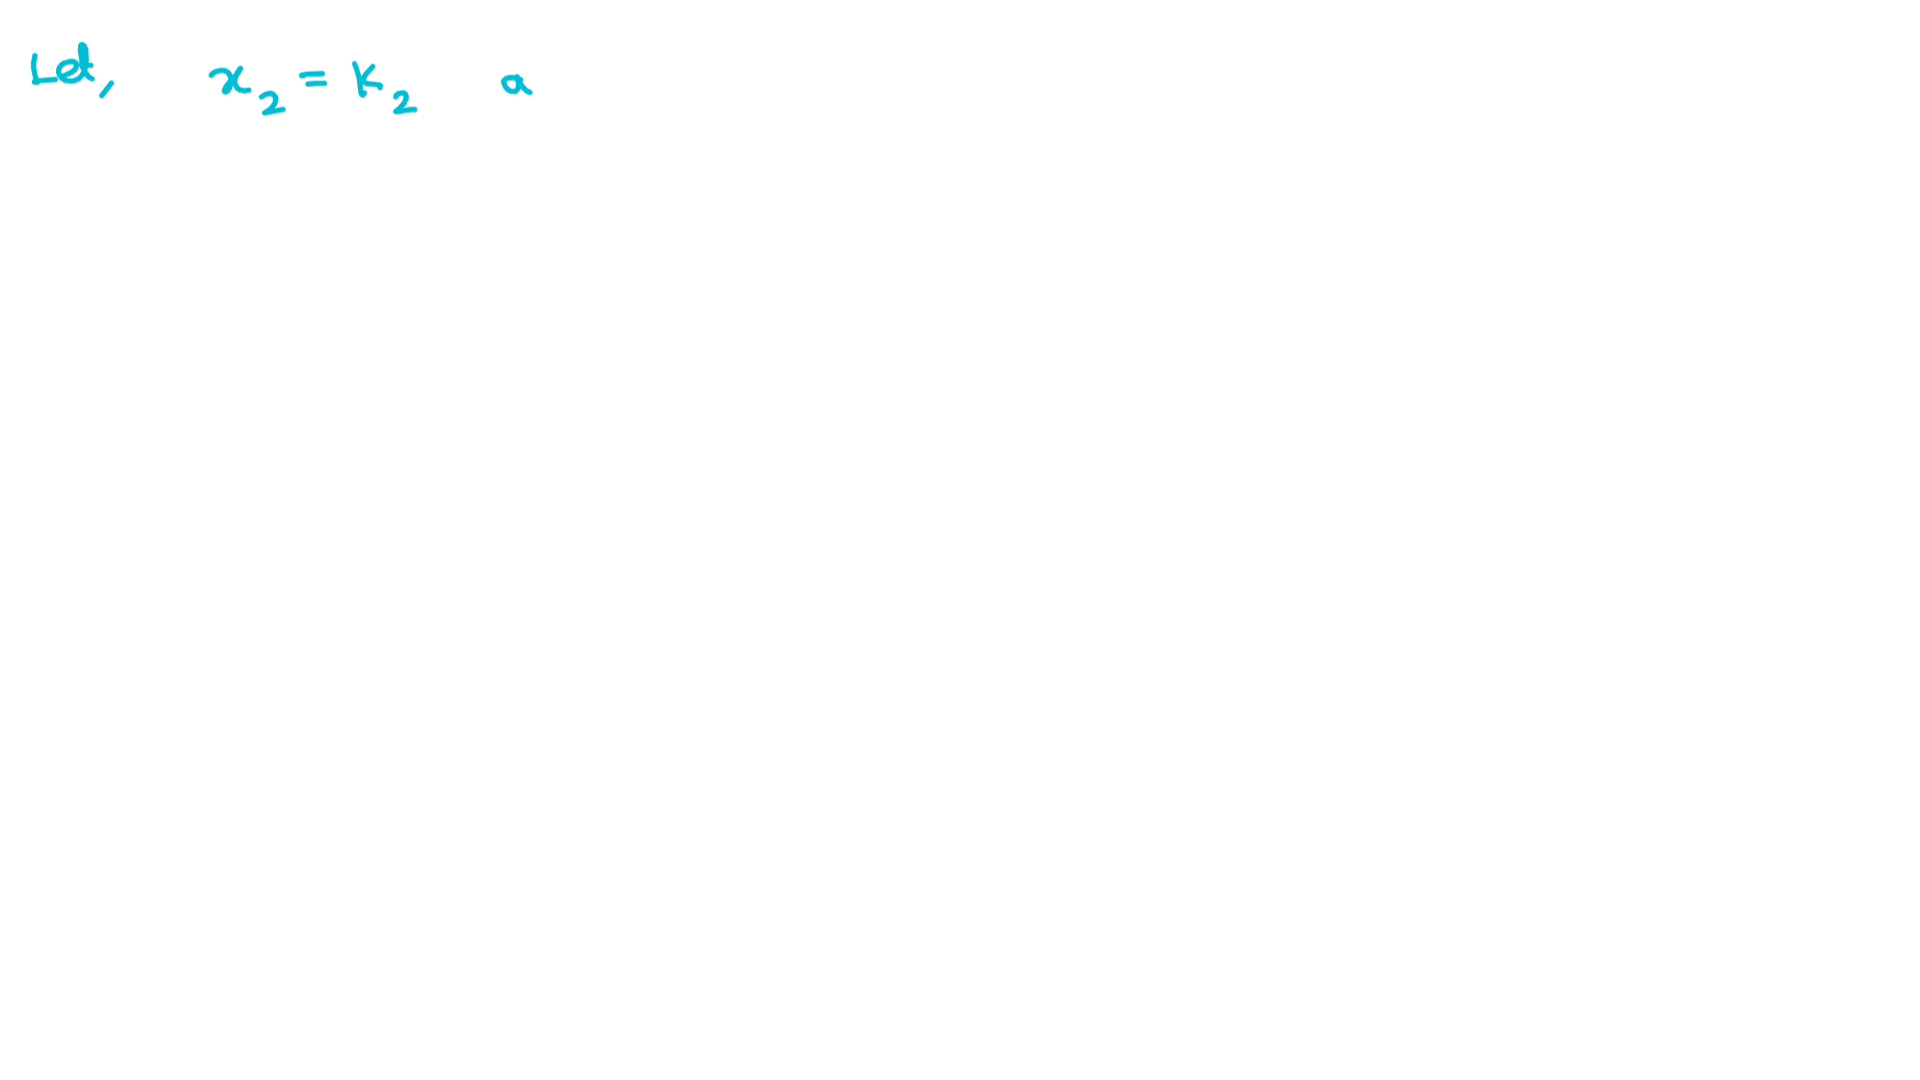 Let, x₂ = k₂ a